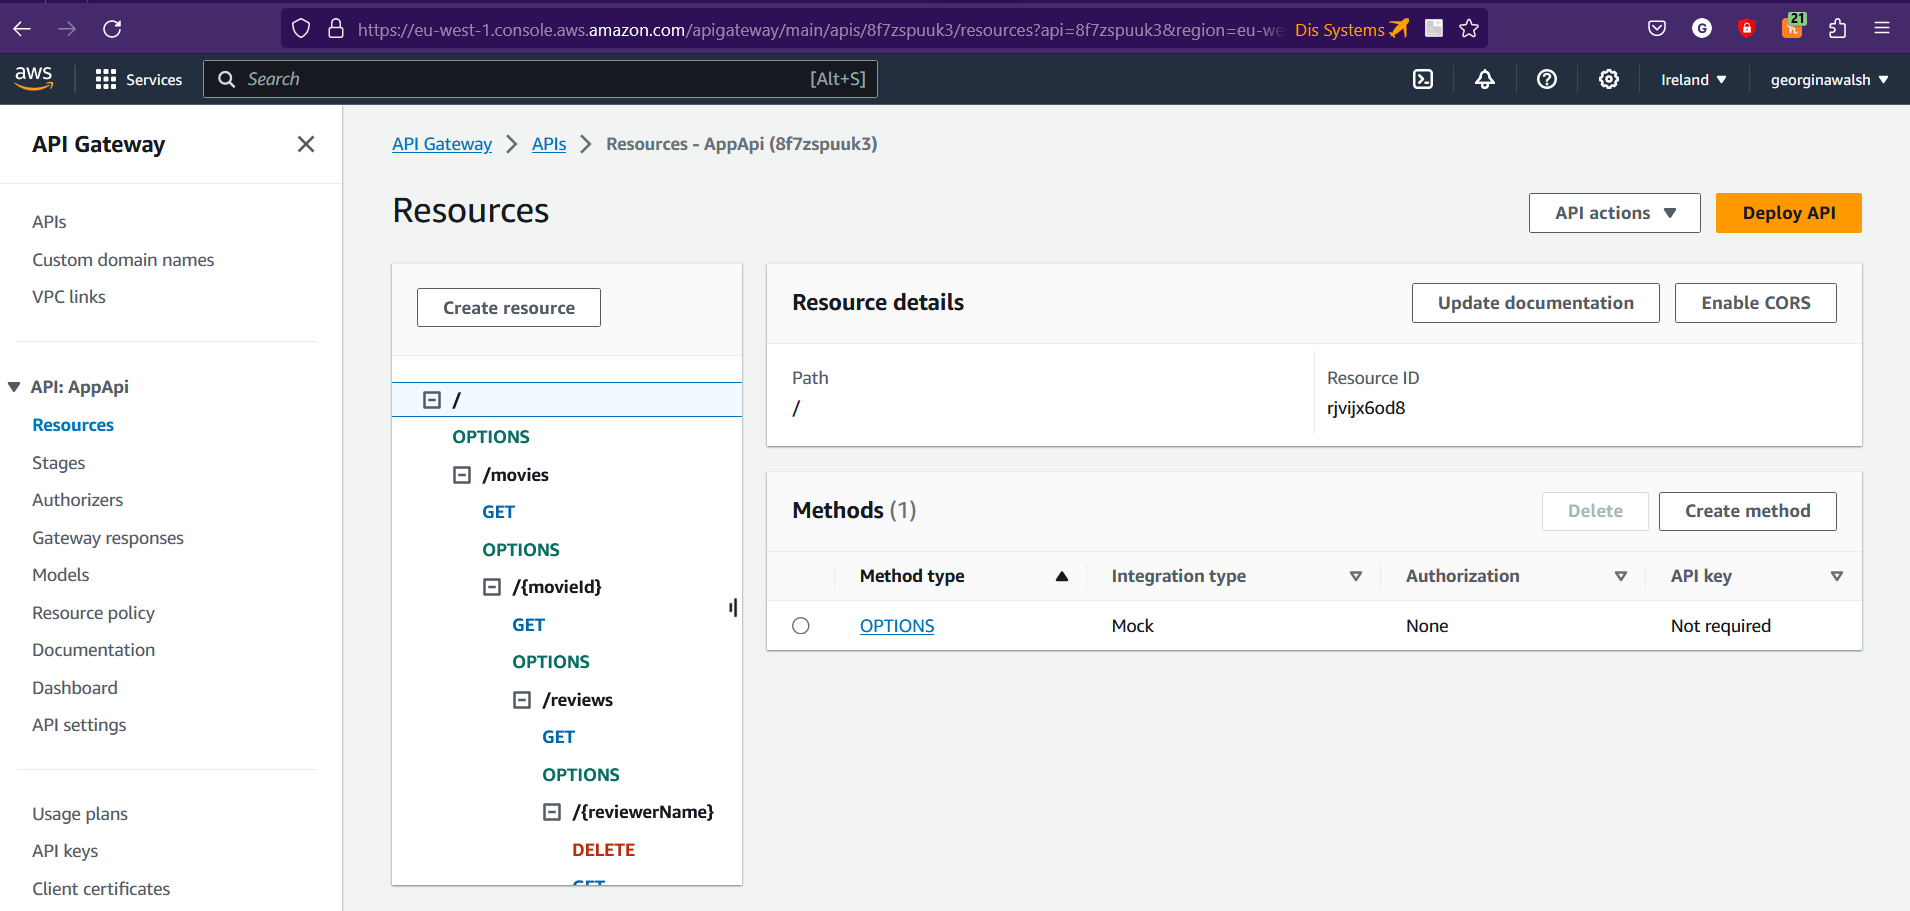 https://eu-west-1.console.aws.amazon.com/apigateway/main/apis/8f7zspuuk3/resources?api=8f7zspuuk3&region=eu-we Dis Systems
G
21
aws Services Search [Alt+S] Ireland georginawalsh
API Gateway
APIs
Custom domain names
VPC links
API: AppApi
Resources
Stages
Authorizers
Gateway responses
Models
Resource policy
Documentation
Dashboard
API settings
Usage plans
API keys
Client certificates
API Gateway > APIs > Resources - AppApi (8f7zspuuk3)
Resources
API actions Deploy API
Create resource
/
OPTIONS
/movies
GET
OPTIONS
/{movieId}
GET
OPTIONS
/reviews
GET
OPTIONS
/{reviewerName}
DELETE
GET
Resource details
Update documentation Enable CORS
Path Resource ID
/ rjvijx6od8
Methods (1)
Delete Create method
Method type Integration type Authorization API key
OPTIONS Mock None Not required